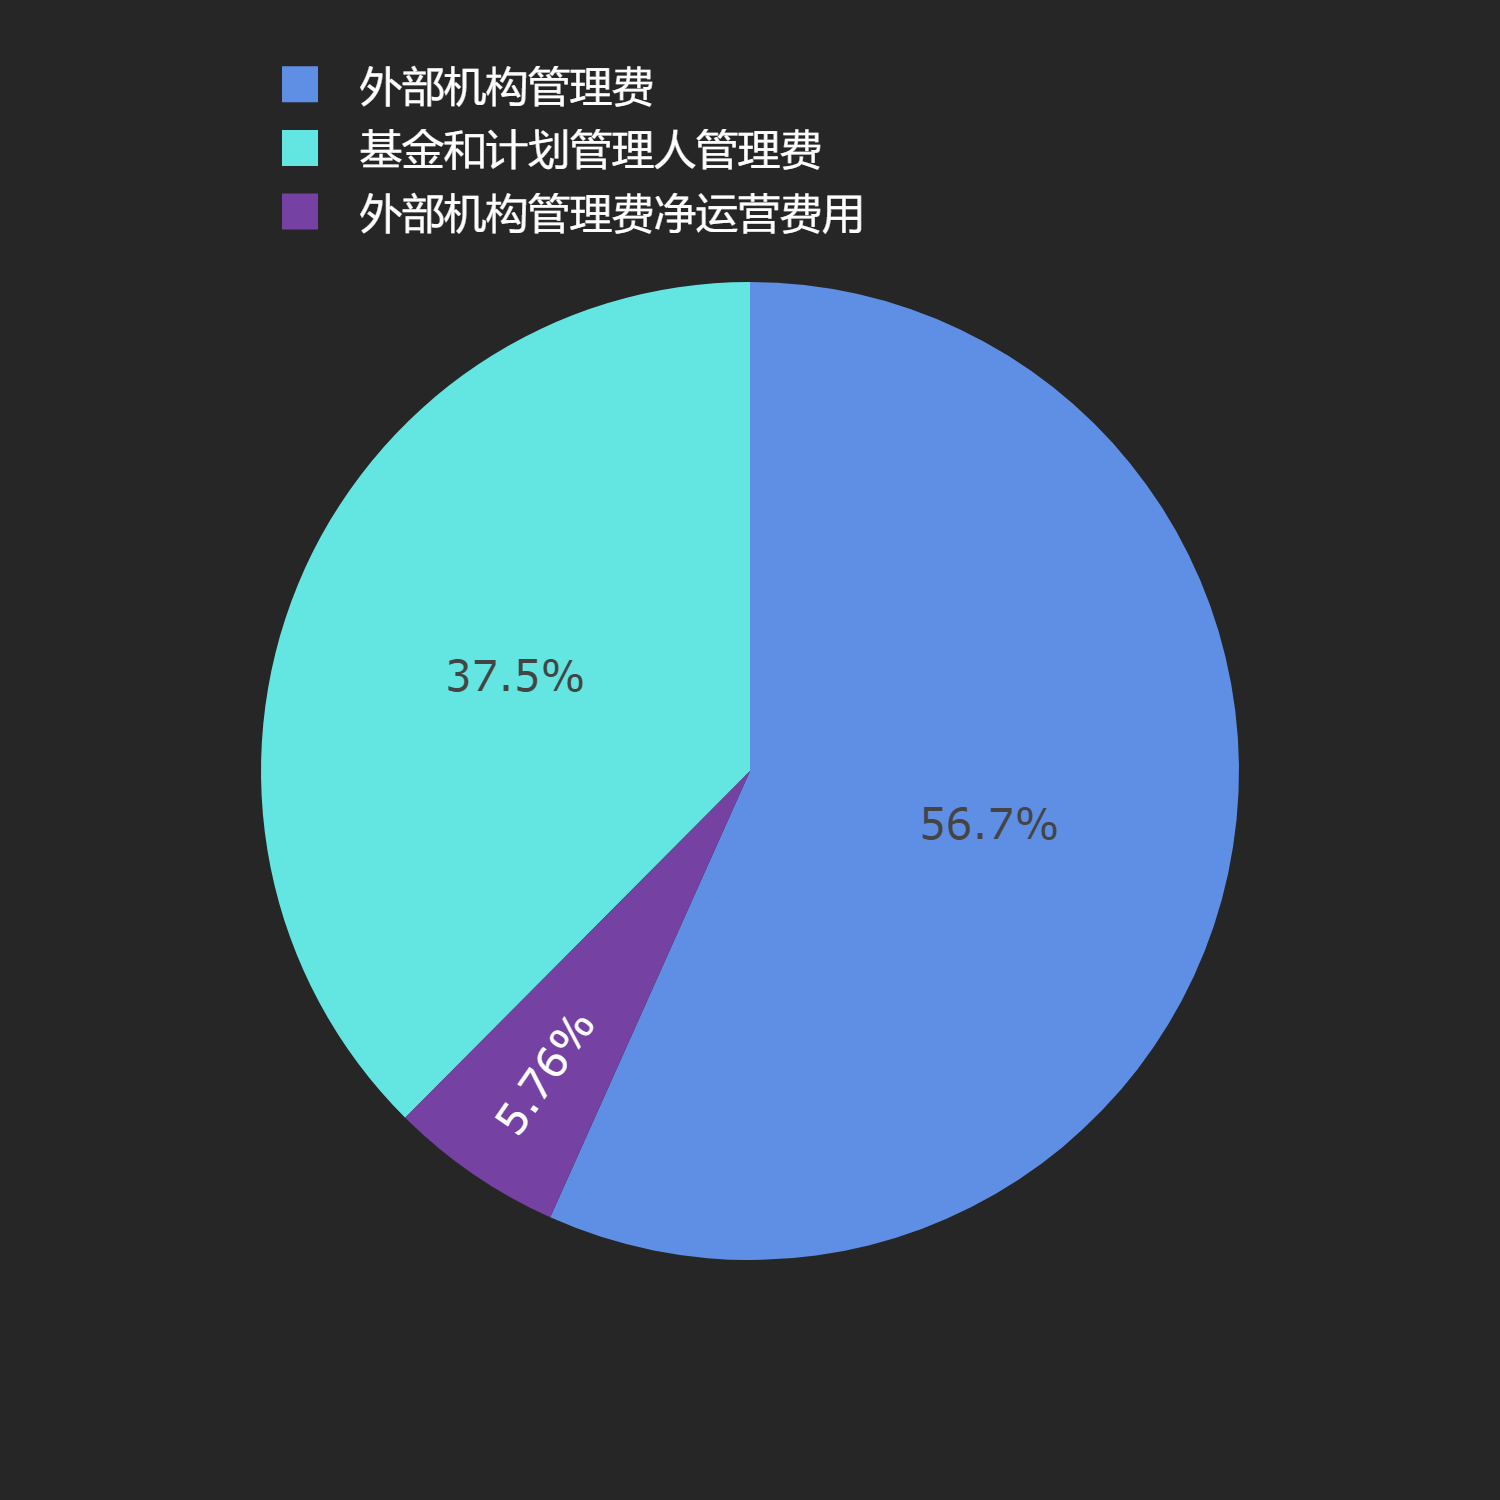 外部机构管理费
基金和计划管理人管理费
外部机构管理费净运营费用
37.5%
56.7%
5.76%